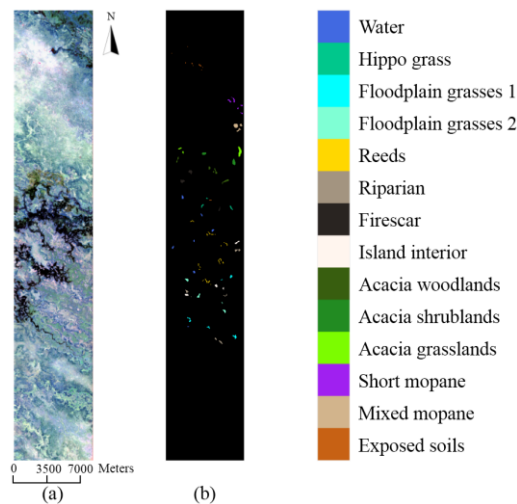 N
Water
Hippo grass
Floodplain grasses 1
Floodplain grasses 2
Reeds
Riparian
Firescar
Island interior
Acacia woodlands
Acacia shrublands
Acacia grasslands
Short mopane
Mixed mopane
Exposed soils
0 3500 7000 Meters
(a) (b)